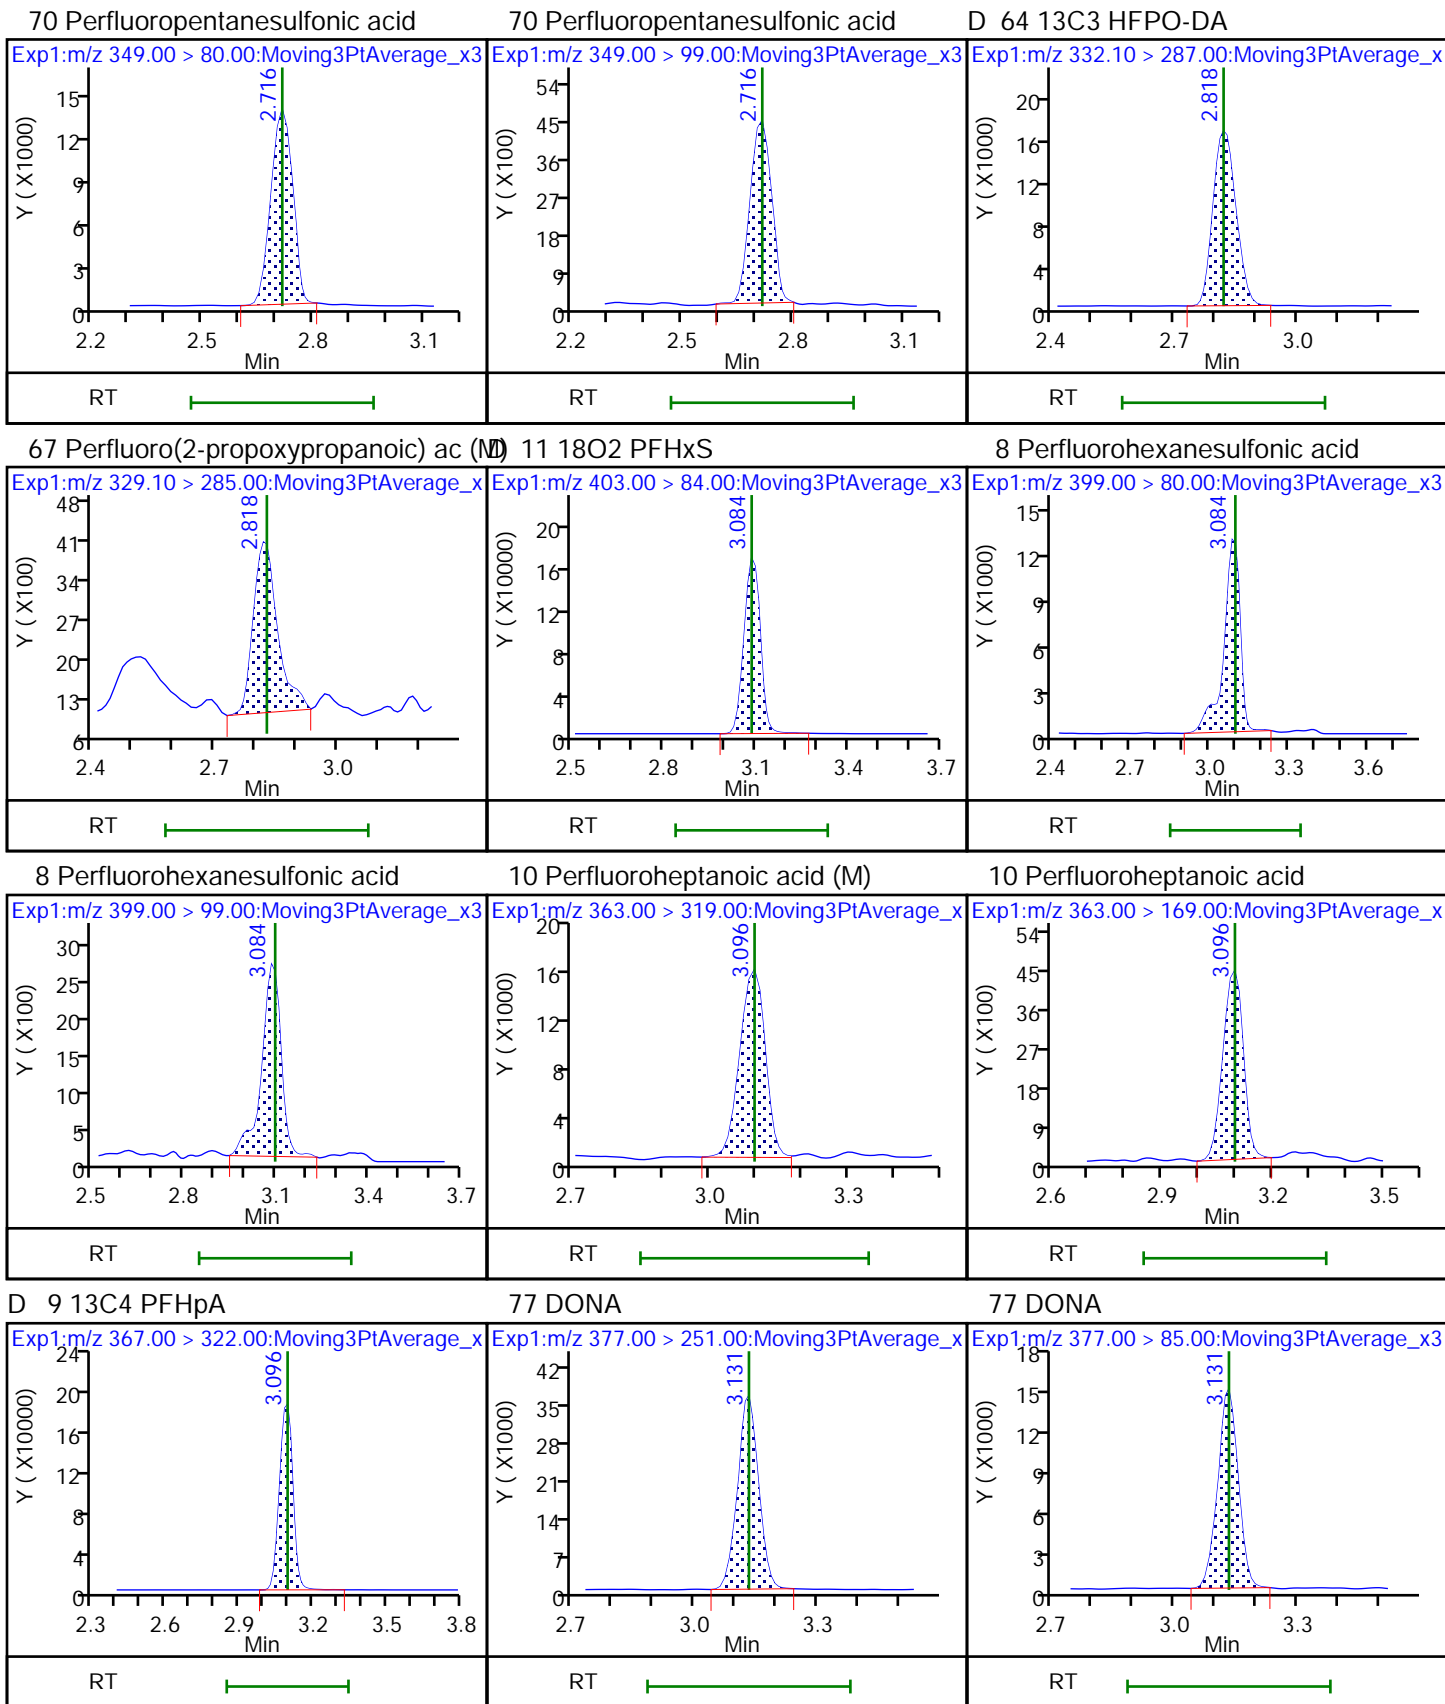 70 Perfluoropentanesulfonic acid
Exp1:m/z 349.00 > 80.00:Moving3PtAverage_x3
2.716
Y ( X1000)
15
12
9
6
3
0
2.2 2.5 2.8 3.1
Min
RT
70 Perfluoropentanesulfonic acid
Exp1:m/z 349.00 > 99.00:Moving3PtAverage_x3
2.716
Y ( X100)
54
45
36
27
18
9
0
2.2 2.5 2.8 3.1
Min
RT
D 64 13C3 HFPO-DA
Exp1:m/z 332.10 > 287.00:Moving3PtAverage_x
2.818
Y ( X1000)
20
16
12
8
4
0
2.4 2.7 3.0
Min
RT
67 Perfluoro(2-propoxypropanoic) ac (M)
Exp1:m/z 329.10 > 285.00:Moving3PtAverage_x
2.818
Y ( X100)
48
41
34
27
20
13
6
2.4 2.7 3.0
Min
RT
D 11 18O2 PFHxS
Exp1:m/z 403.00 > 84.00:Moving3PtAverage_x3
3.084
Y ( X10000)
20
16
12
8
4
0
2.5 2.8 3.1 3.4 3.7
Min
RT
8 Perfluorohexanesulfonic acid
Exp1:m/z 399.00 > 80.00:Moving3PtAverage_x3
3.084
Y ( X1000)
15
12
9
6
3
0
2.4 2.7 3.0 3.3 3.6
Min
RT
8 Perfluorohexanesulfonic acid
Exp1:m/z 399.00 > 99.00:Moving3PtAverage_x3
3.084
Y ( X100)
30
25
20
15
10
5
0
2.5 2.8 3.1 3.4 3.7
Min
RT
10 Perfluoroheptanoic acid (M)
Exp1:m/z 363.00 > 319.00:Moving3PtAverage_x
3.096
Y ( X1000)
20
16
12
8
4
0
2.7 3.0 3.3
Min
RT
10 Perfluoroheptanoic acid
Exp1:m/z 363.00 > 169.00:Moving3PtAverage_x
3.096
Y ( X100)
54
45
36
27
18
9
0
2.6 2.9 3.2 3.5
Min
RT
D 9 13C4 PFHpA
Exp1:m/z 367.00 > 322.00:Moving3PtAverage_x
3.096
Y ( X10000)
24
20
16
12
8
4
0
2.3 2.6 2.9 3.2 3.5 3.8
Min
RT
77 DONA
Exp1:m/z 377.00 > 251.00:Moving3PtAverage_x
3.131
Y ( X1000)
42
35
28
21
14
7
0
2.7 3.0 3.3
Min
RT
77 DONA
Exp1:m/z 377.00 > 85.00:Moving3PtAverage_x3
3.131
Y ( X1000)
18
15
12
9
6
3
0
2.7 3.0 3.3
Min
RT